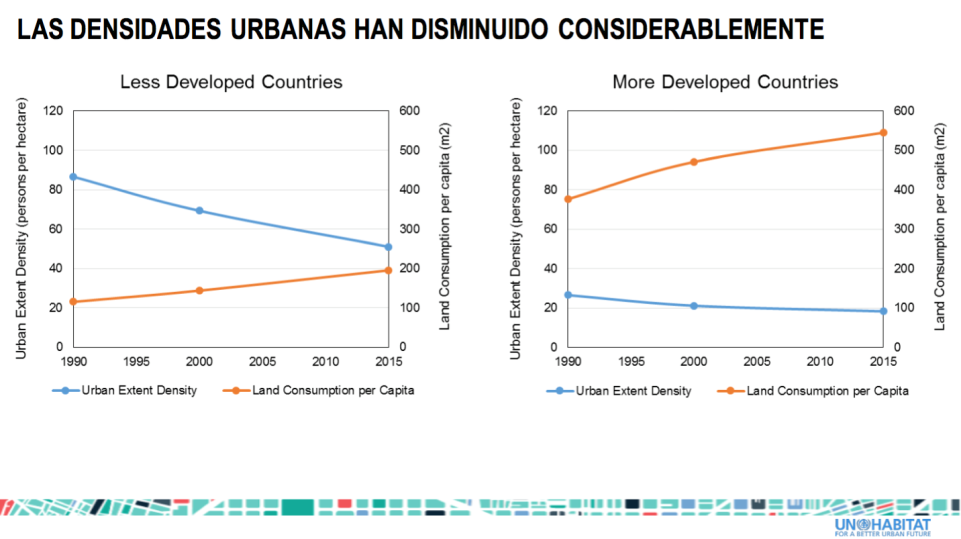 LAS DENSIDADES URBANAS HAN DISMINUIDO CONSIDERABLEMENTE
Less Developed Countries
Urban Extent Density (persons per hectare)
120
100
80
60
40
20
0
600
500
400
300
200
100
0
Land Consumption per capita (m2)
1990 1995 2000 2005 2010 2015
Urban Extent Density Land Consumption per Capita
More Developed Countries
Urban Extent Density (persons per hectare)
120
100
80
60
40
20
0
600
500
400
300
200
100
0
Land Consumption per capita (m2)
1990 1995 2000 2005 2010 2015
Urban Extent Density Land Consumption per Capita
UN HABITAT
FOR A BETTER URBAN FUTURE